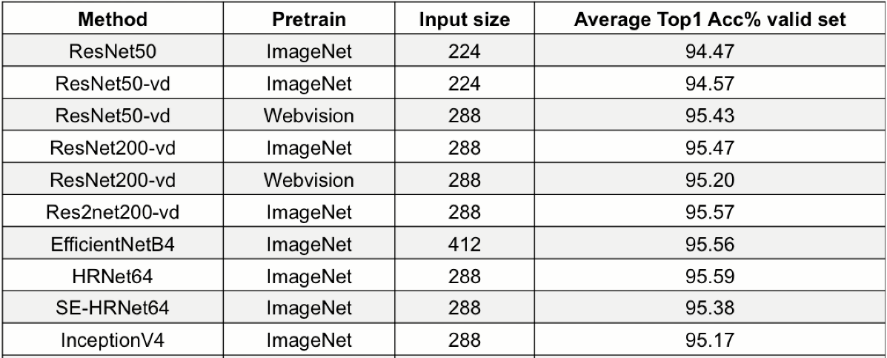 Method Pretrain Input size Average Top1 Acc% valid set
ResNet50 ImageNet 224 94.47
ResNet50-vd ImageNet 224 94.57
ResNet50-vd Webvision 288 95.43
ResNet200-vd ImageNet 288 95.47
ResNet200-vd Webvision 288 95.20
Res2net200-vd ImageNet 288 95.57
EfficientNetB4 ImageNet 412 95.56
HRNet64 ImageNet 288 95.59
SE-HRNet64 ImageNet 288 95.38
InceptionV4 ImageNet 288 95.17